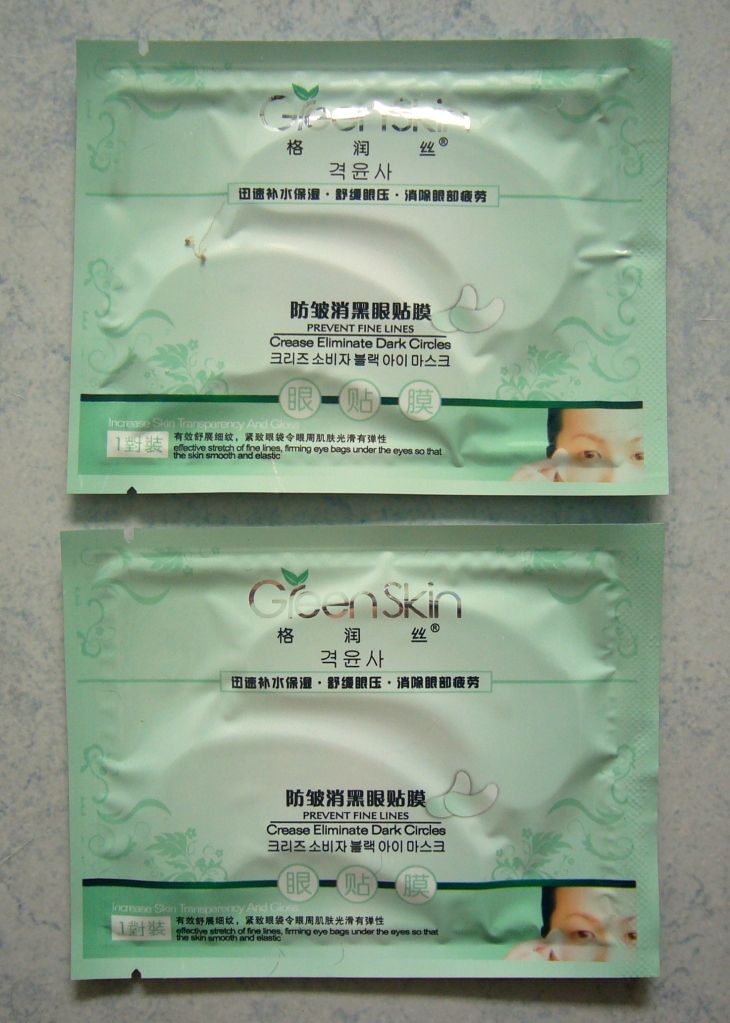 GreenSkin
格润丝®
격윤사
迅速补水保湿·舒缓眼压·消除眼部疲劳
防皱消黑眼贴膜
PREVENT FINE LINES
Crease Eliminate Dark Circles
크리즈 소비자 블랙 아이 마스크
眼贴膜
Increase Skin Transparency And Gloss
1對裝
有效舒展细纹，紧致眼袋令眼周肌肤光滑有弹性
effective stretch of fine lines, firming eye bags under the eyes so that
the skin smooth and elastic
GreenSkin
格润丝®
격윤사
迅速补水保湿·舒缓眼压·消除眼部疲劳
防皱消黑眼贴膜
PREVENT FINE LINES
Crease Eliminate Dark Circles
크리즈 소비자 블랙 아이 마스크
眼贴膜
Increase Skin Transparency And Gloss
1對裝
有效舒展细纹，紧致眼袋令眼周肌肤光滑有弹性
effective stretch of fine lines, firming eye bags under the eyes so that
the skin smooth and elastic